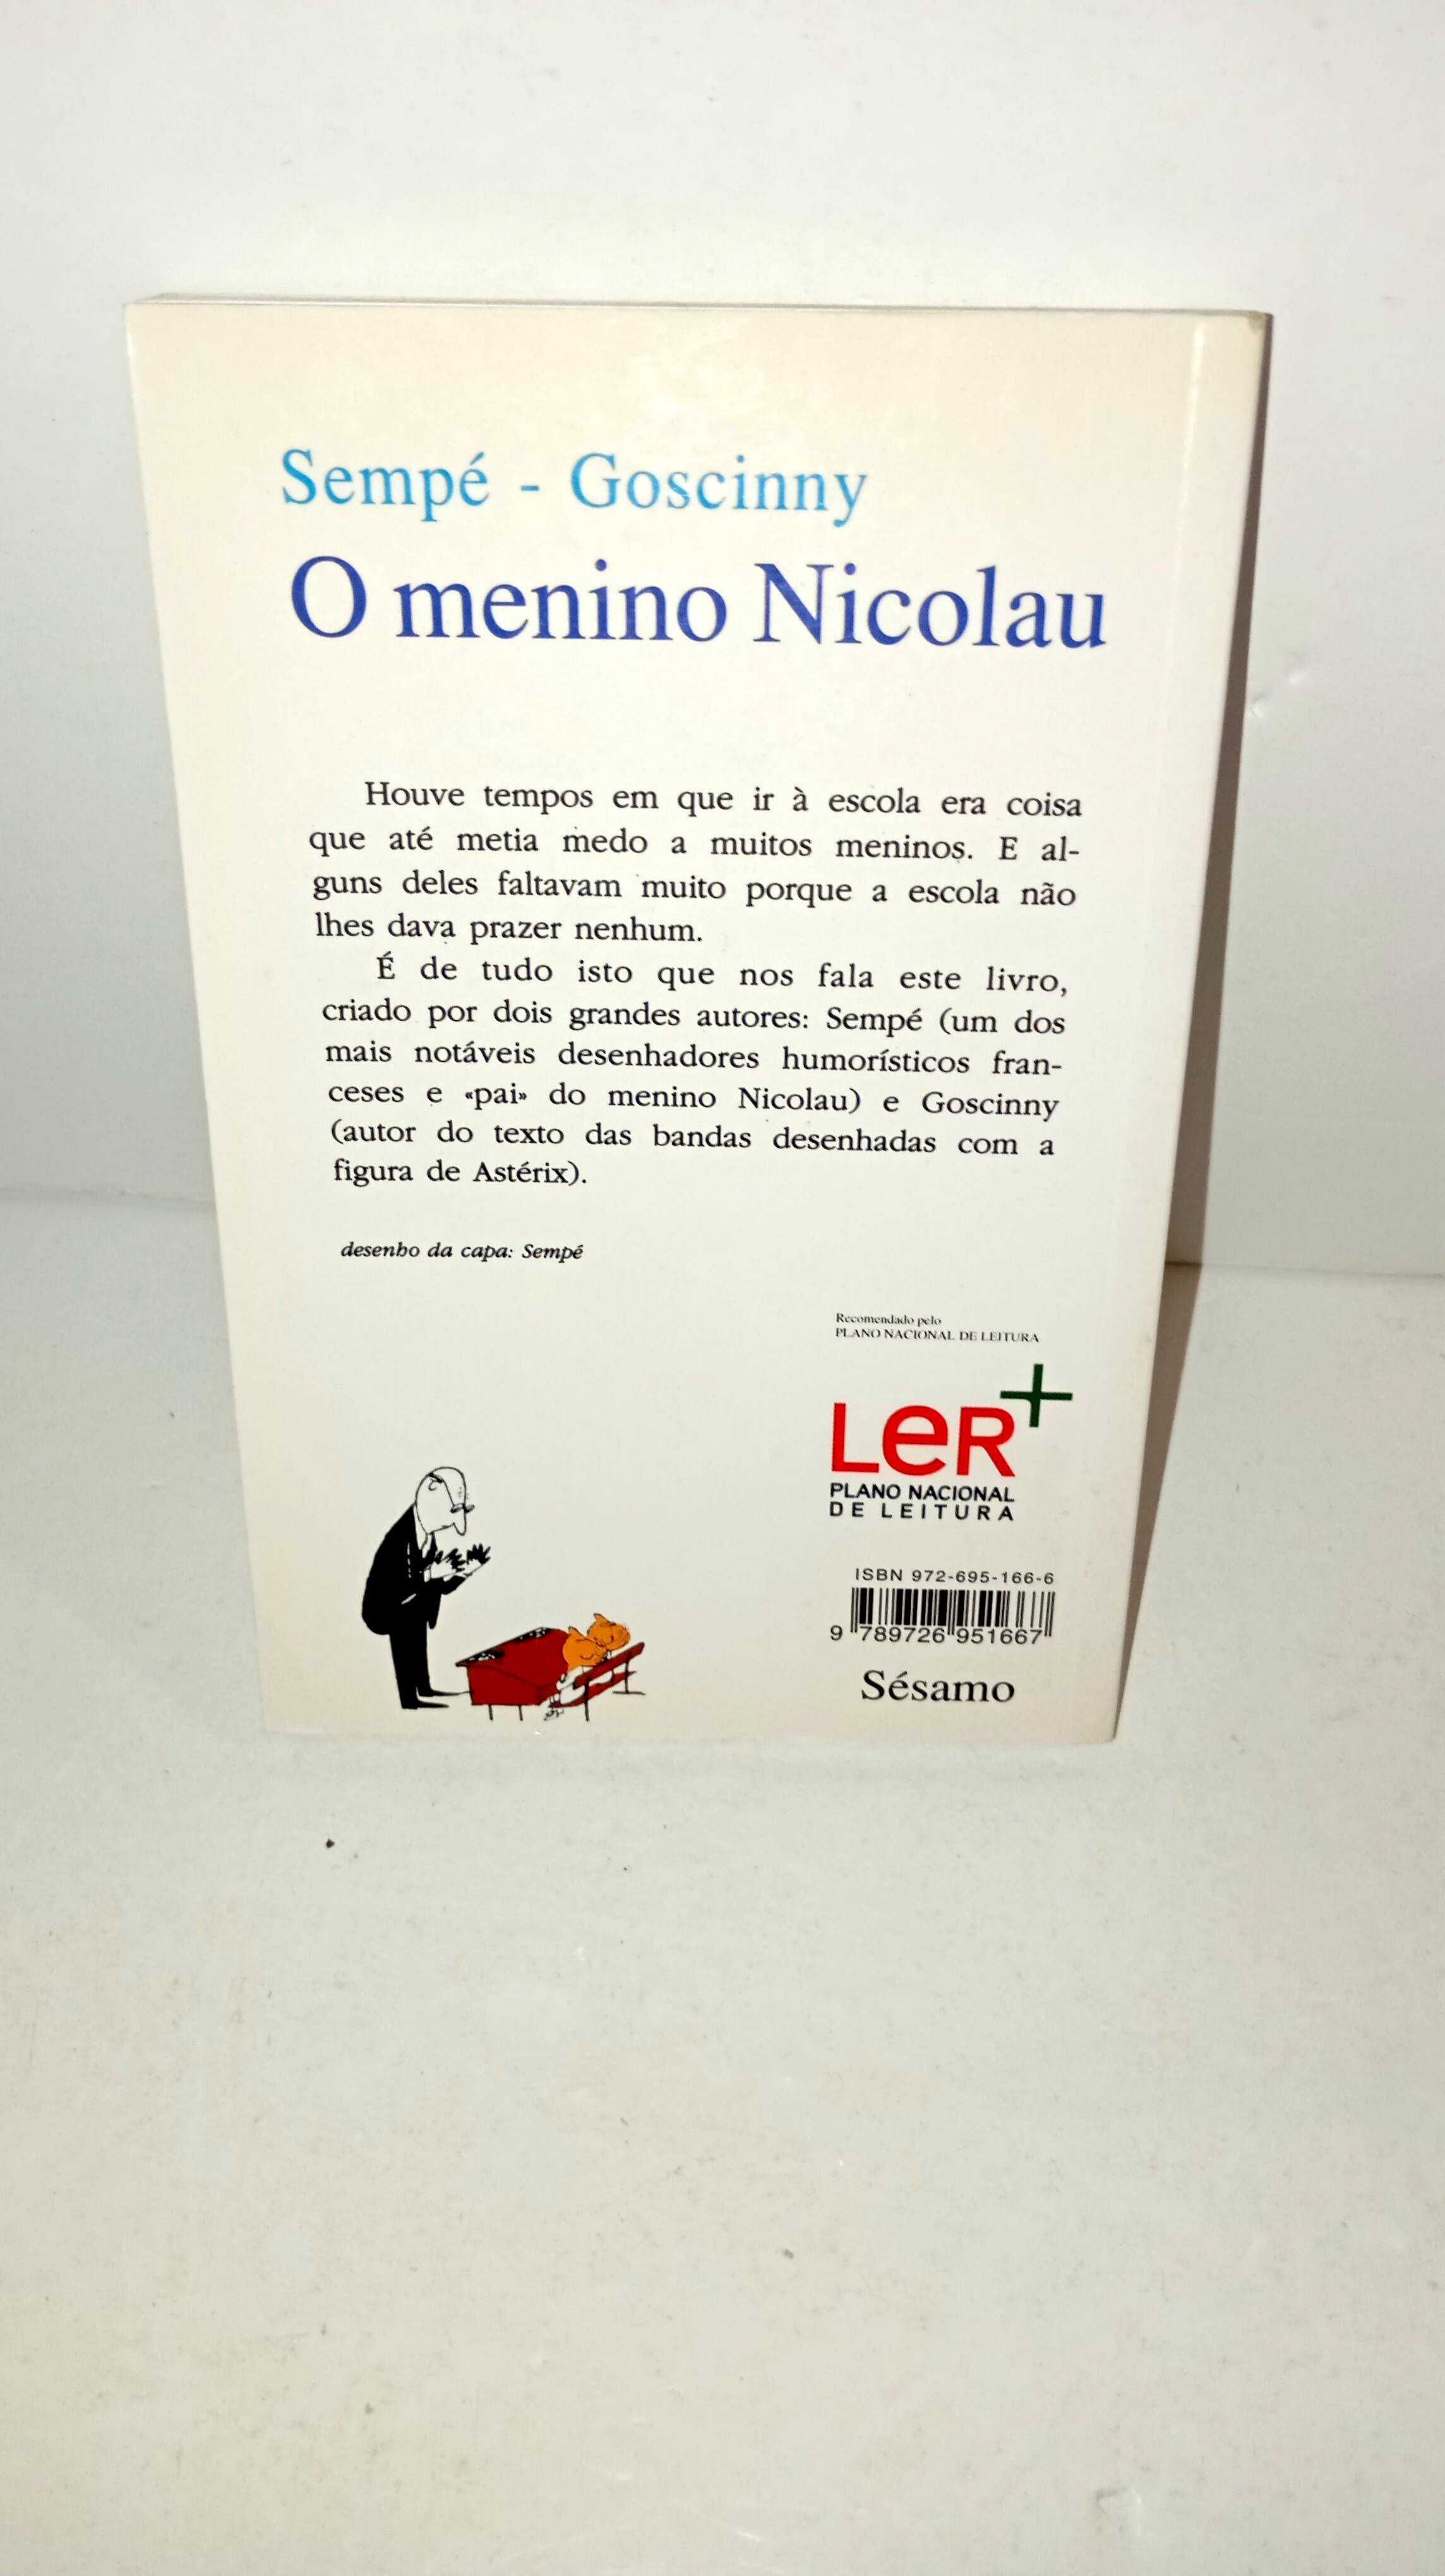 Sempé - Goscinny
O menino Nicolau
Houve tempos em que ir à escola era coisa
que até metia medo a muitos meninos. E al-
guns deles faltavam muito porque a escola não
lhes dava prazer nenhum.
É de tudo isto que nos fala este livro,
criado por dois grandes autores: Sempé (um dos
mais notáveis desenhadores humorísticos fran-
ceses e «pai» do menino Nicolau) e Goscinny
(autor do texto das bandas desenhadas com a
figura de Astérix).
desenho da capa: Sempé
Recomendado pelo
PLANO NACIONAL DE LEITURA
LeR+
PLANO NACIONAL
DE LEITURA
ISBN 972-695-166-6
9 789726 951667
Sésamo